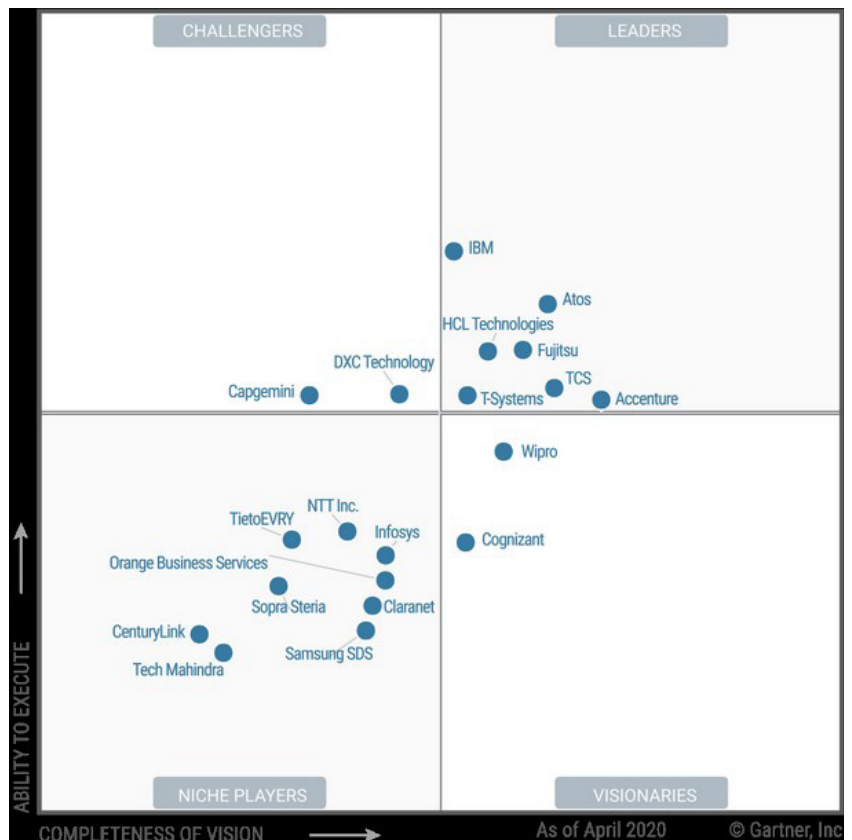 CHALLENGERS
LEADERS
IBM
Atos
HCL Technologies
Fujitsu
DXC Technology
TCS
Capgemini
T-Systems
Accenture
Wipro
NTT Inc.
TietoEVRY
Infosys
Cognizant
Orange Business Services
Sopra Steria
Claranet
CenturyLink
Samsung SDS
Tech Mahindra
ABILITY TO EXECUTE
NICHE PLAYERS
VISIONARIES
COMPLETENESS OF VISION
As of April 2020
© Gartner, Inc